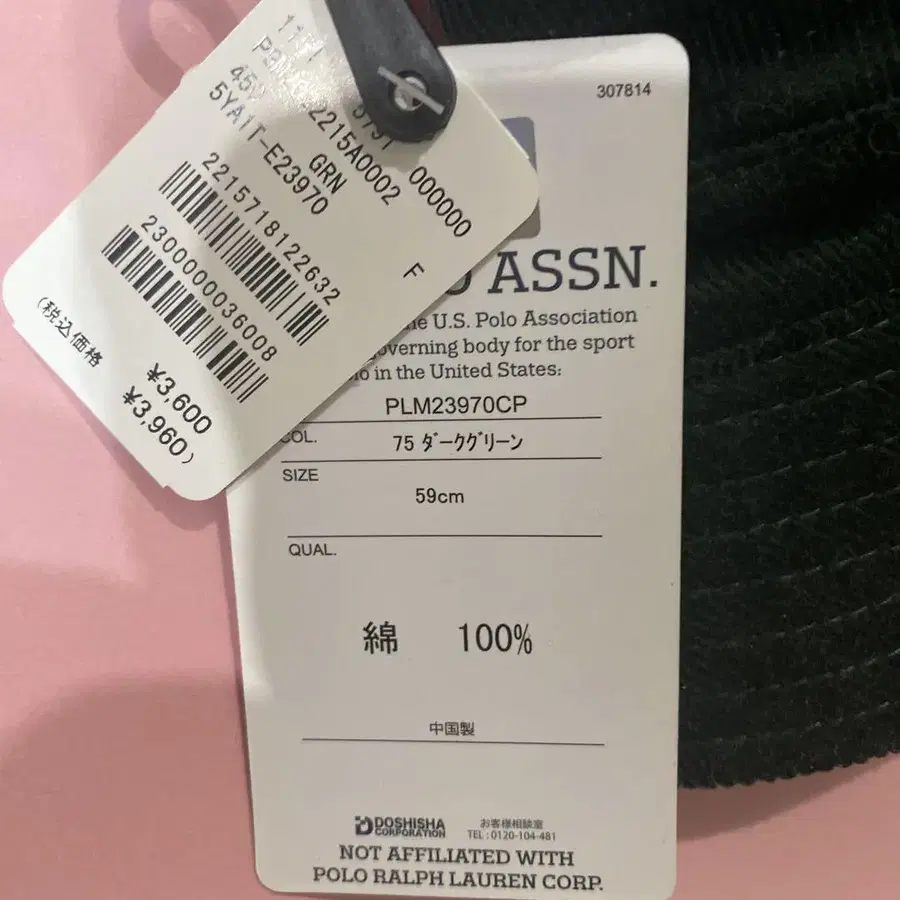 000000
2215A0002
GRN
F
5YA1T-E23970
2215718122632
2300000036008
¥3,600
(税込価格 ¥3,960)
307814
ASSN.
U.S. Polo Association
governing body for the sport
in the United States:
PLM23970CP
COL. 75 ダークグリーン
SIZE
59cm
QUAL.
綿 100%
中国製
DOSHISHA
CORPORATION
お客様相談室
TEL:0120-104-481
NOT AFFILIATED WITH
POLO RALPH LAUREN CORP.